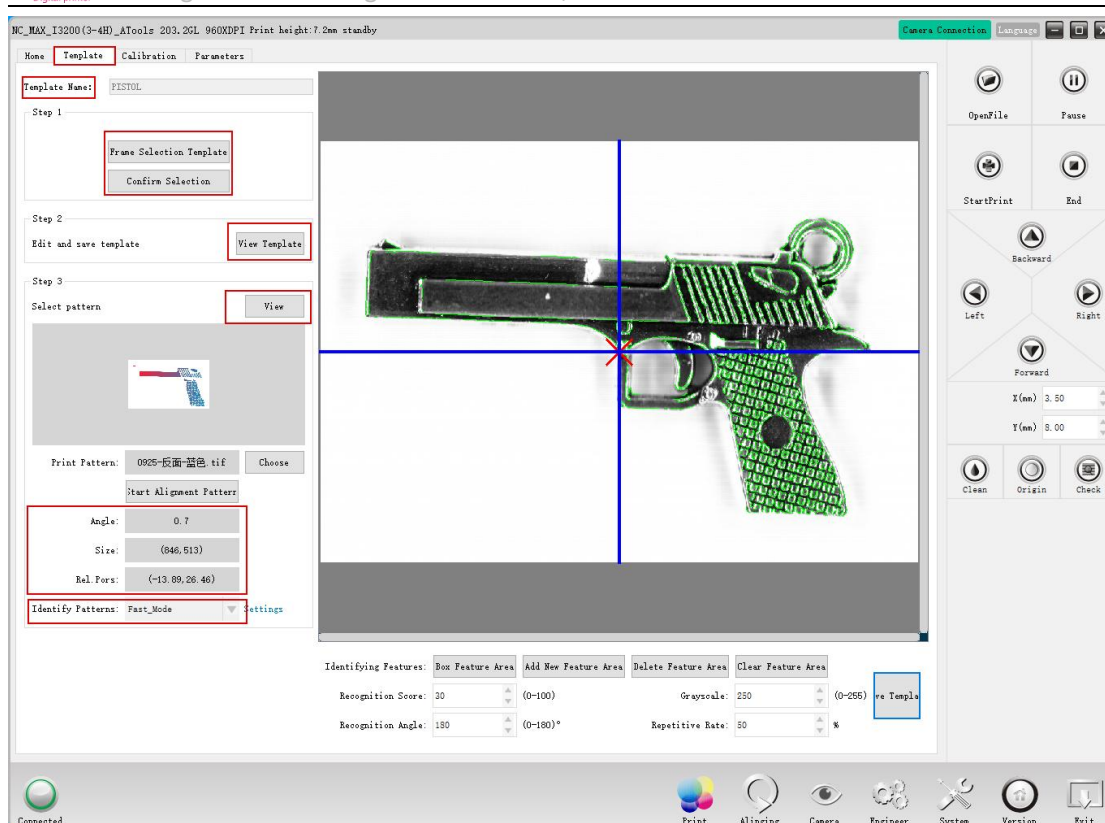 NC_MAX_I3200(3-4H)_ATools 203.2GL 960XDPI Print height:7.2mm standby
Camera Connection Language
Home Template Calibration Parameters
Template Name: PISTOL
Step 1
Frame Selection Template
Confirm Selection
Step 2
Edit and save template View Template
Step 3
Select pattern View
Print Pattern: 0925-反面-蓝色.tif Choose
Start Alignment Pattern
Angle: 0.7
Size: (846,513)
Rel.Pors: (-13.89,26.46)
Identify Patterns: Fast_Mode Settings
Identifying Features: Box Feature Area Add New Feature Area Delete Feature Area Clear Feature Area
Recognition Score: 30 (0-100) Grayscale: 250 (0-255) ve Templa
Recognition Angle: 180 (0-180)° Repetitive Rate: 50 %
OpenFile Pause
StartPrint End
Backward
Left Right
Forward
X(mm) 3.50
Y(mm) 8.00
Clean Origin Check
Connected
Print Alinging Camera Engineer System Version Exit